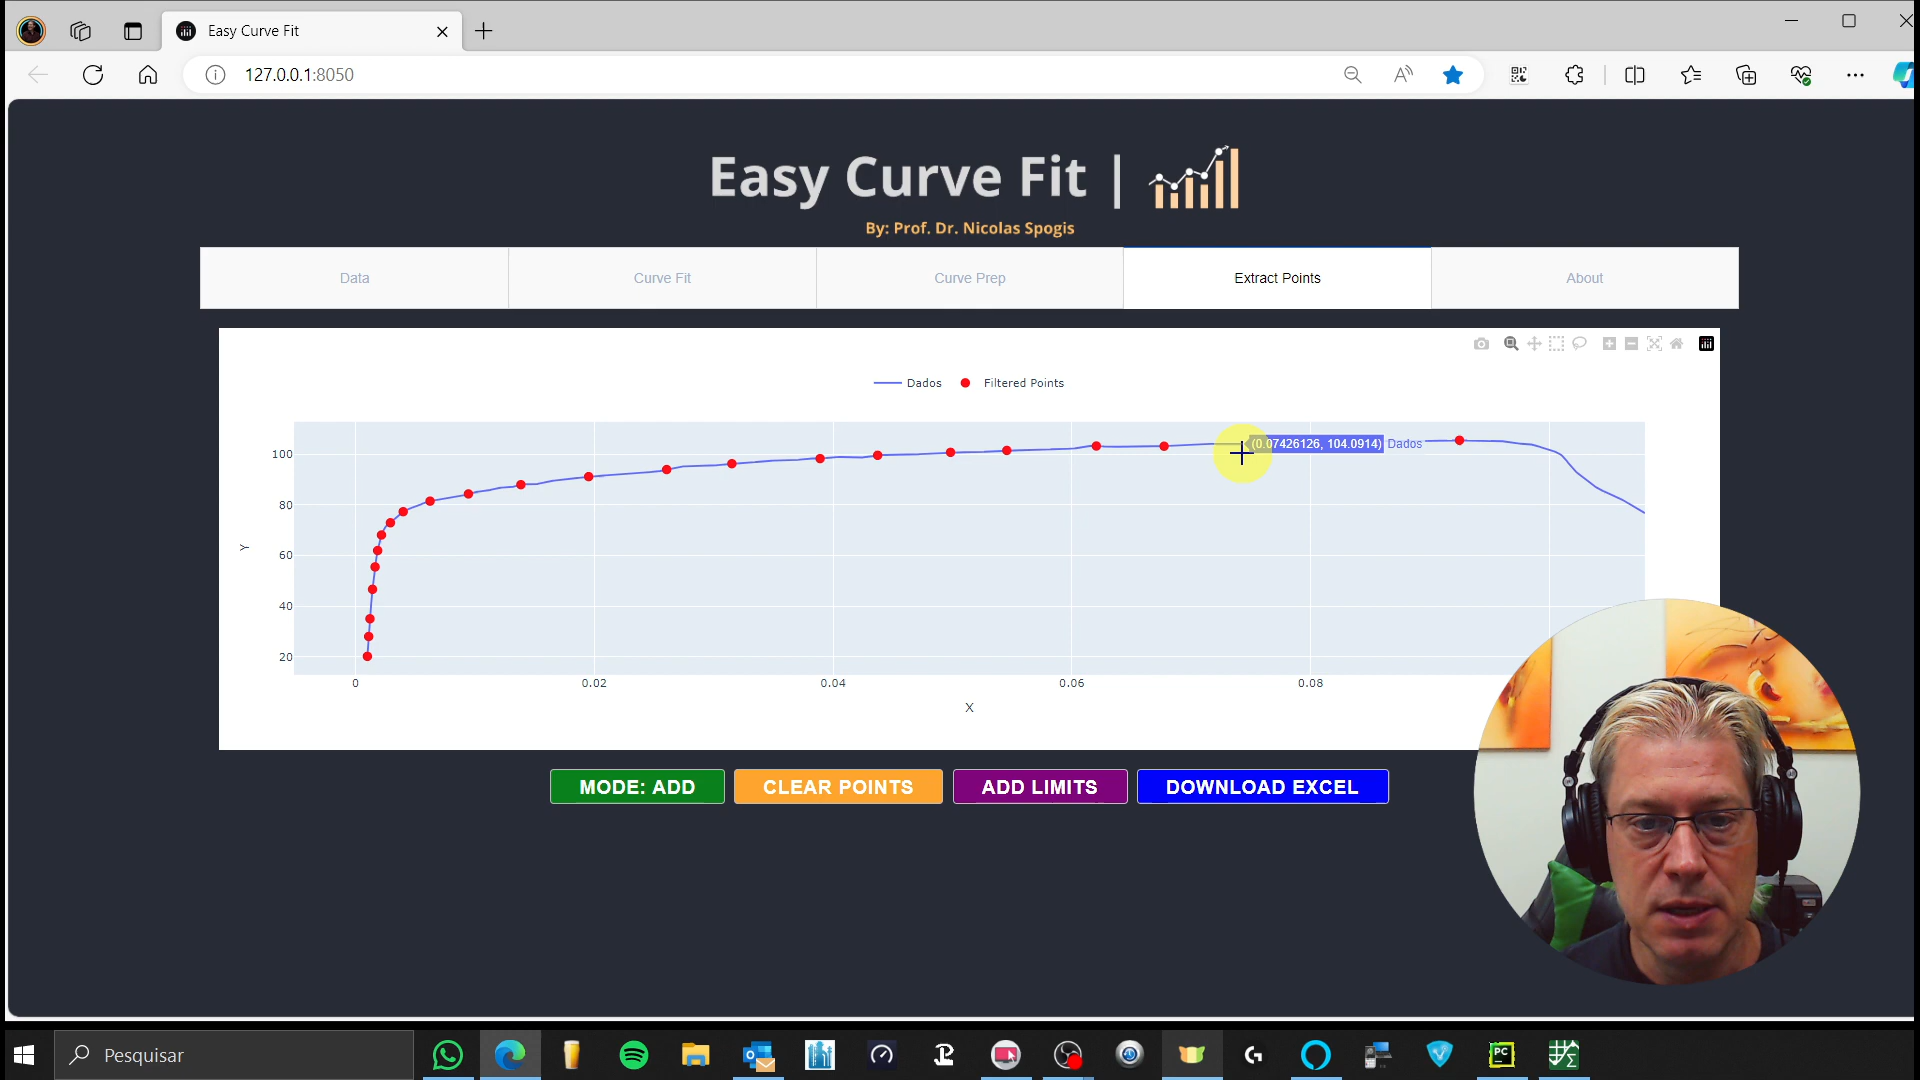 Easy Curve Fit
127.0.0.1:8050
Easy Curve Fit |
By: Prof. Dr. Nicolas Spogis
Data
Curve Fit
Curve Prep
Extract Points
About
Dados
Filtered Points
(0.07426126, 104.0914) Dados
100
80
60
40
20
Y
0
0.02
0.04
0.06
0.08
X
MODE: ADD
CLEAR POINTS
ADD LIMITS
DOWNLOAD EXCEL
Pesquisar
PC